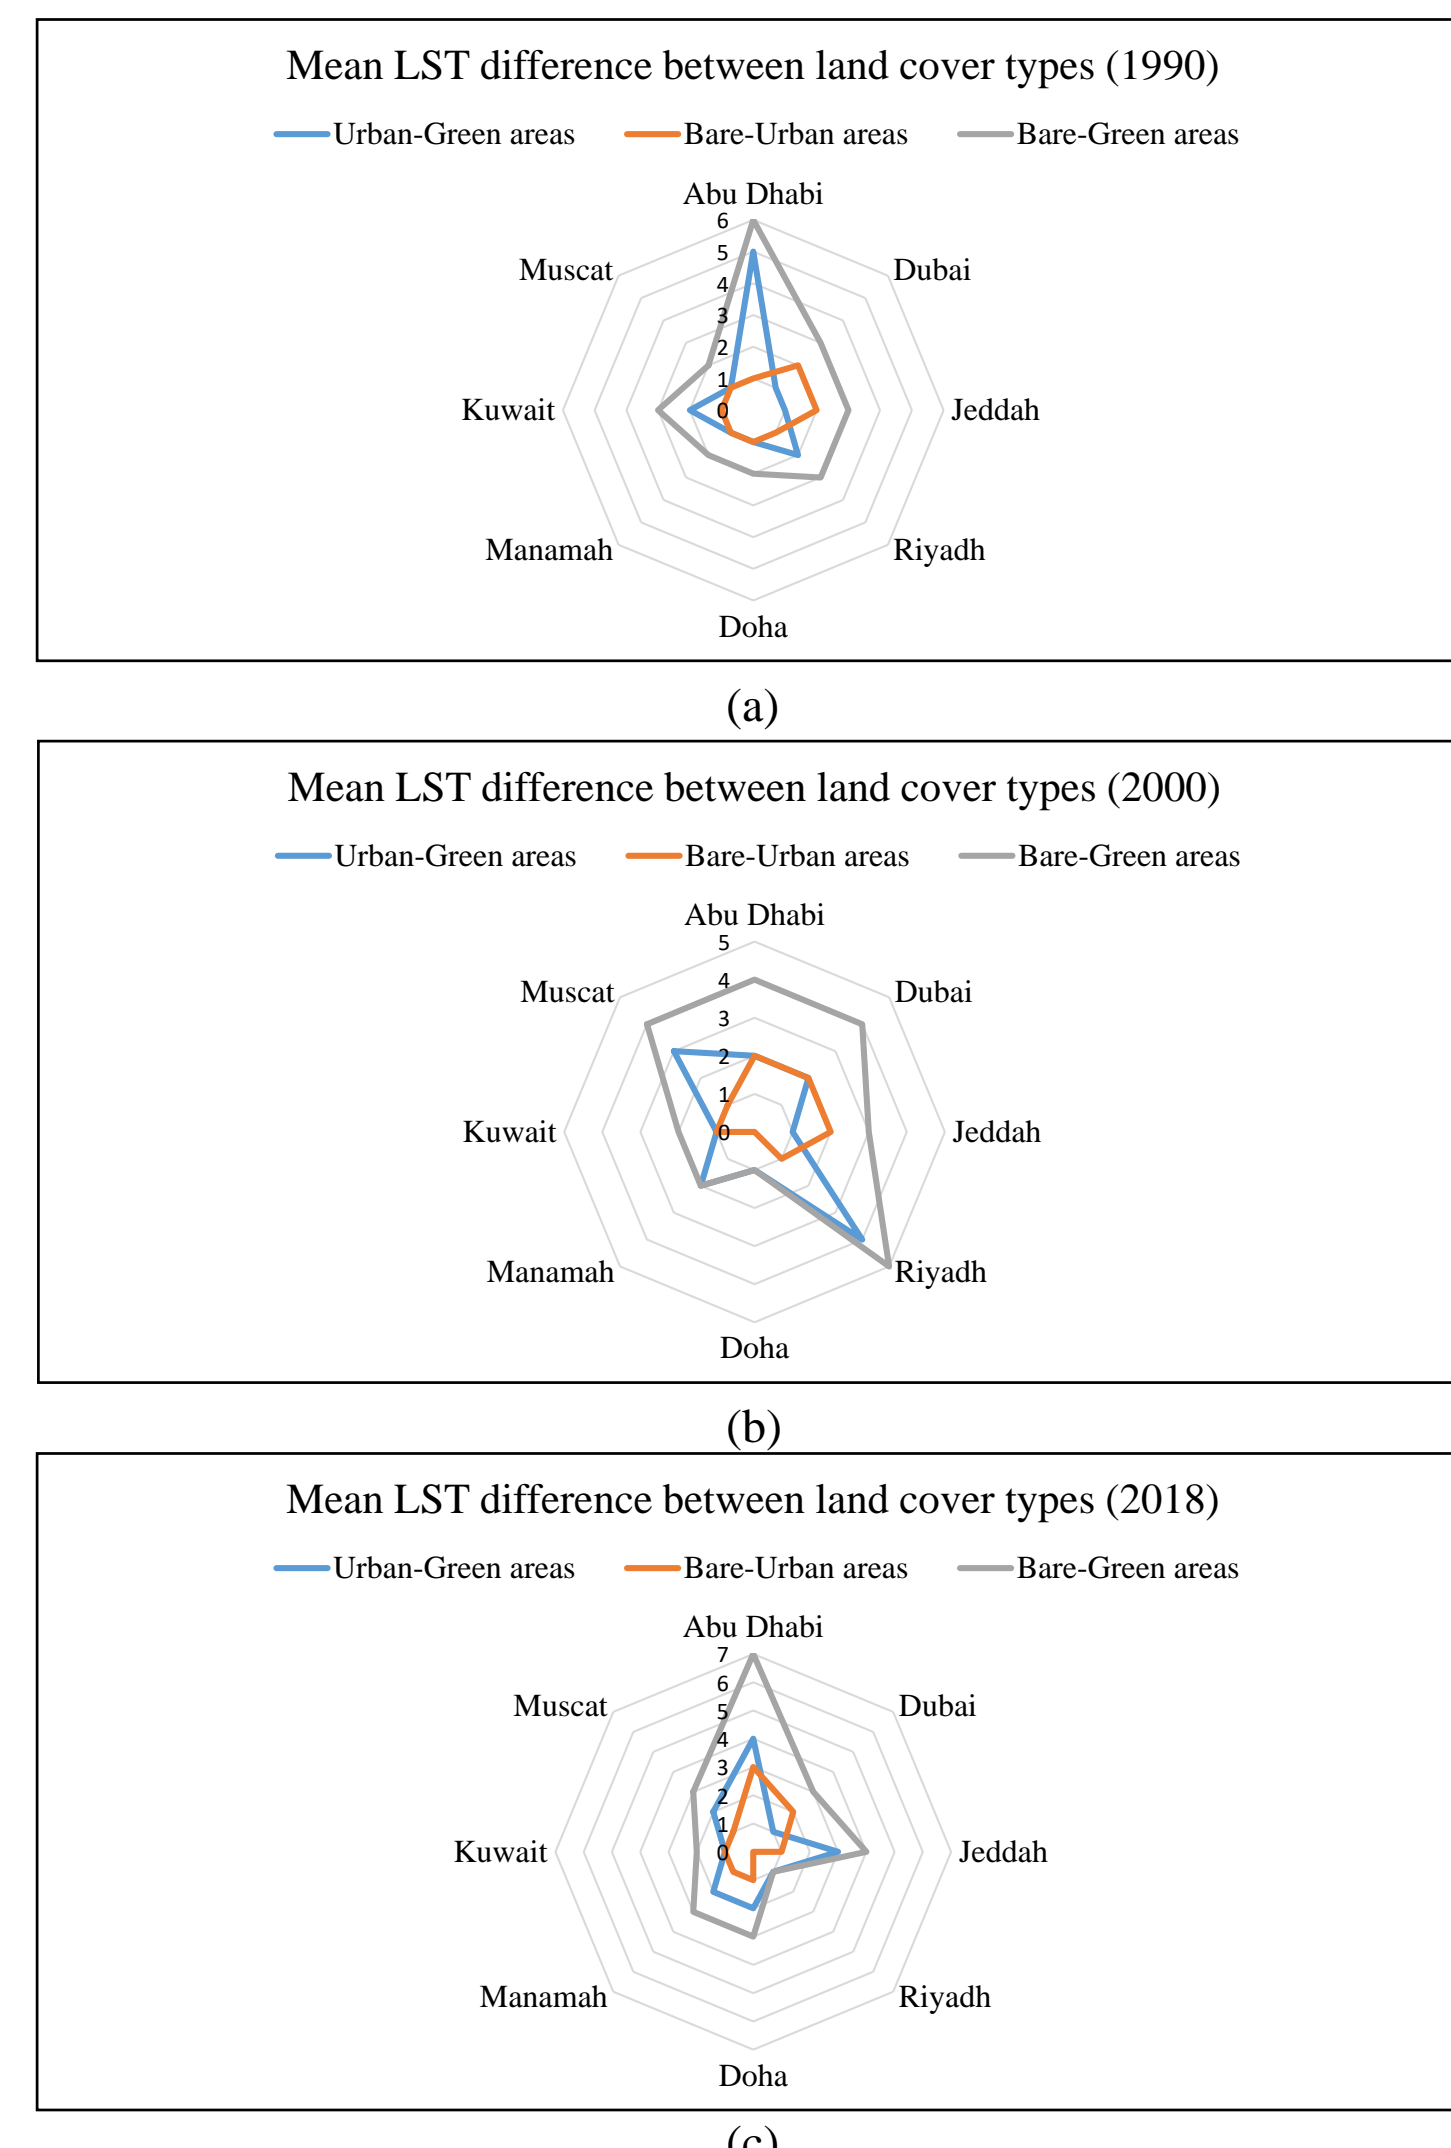 Mean LST difference between land cover types (1990)
Urban-Green areas Bare-Urban areas Bare-Green areas
Abu Dhabi
6
5
Muscat Dubai
4
3
2
1
Kuwait 0 Jeddah
Manamah Riyadh
Doha
(a)
Mean LST difference between land cover types (2000)
Urban-Green areas Bare-Urban areas Bare-Green areas
Abu Dhabi
5
4
Muscat Dubai
3
2
1
Kuwait 0 Jeddah
Manamah Riyadh
Doha
(b)
Mean LST difference between land cover types (2018)
Urban-Green areas Bare-Urban areas Bare-Green areas
Abu Dhabi
7
6
Muscat Dubai
5
4
3
2
1
Kuwait 0 Jeddah
Manamah Riyadh
Doha
(c)